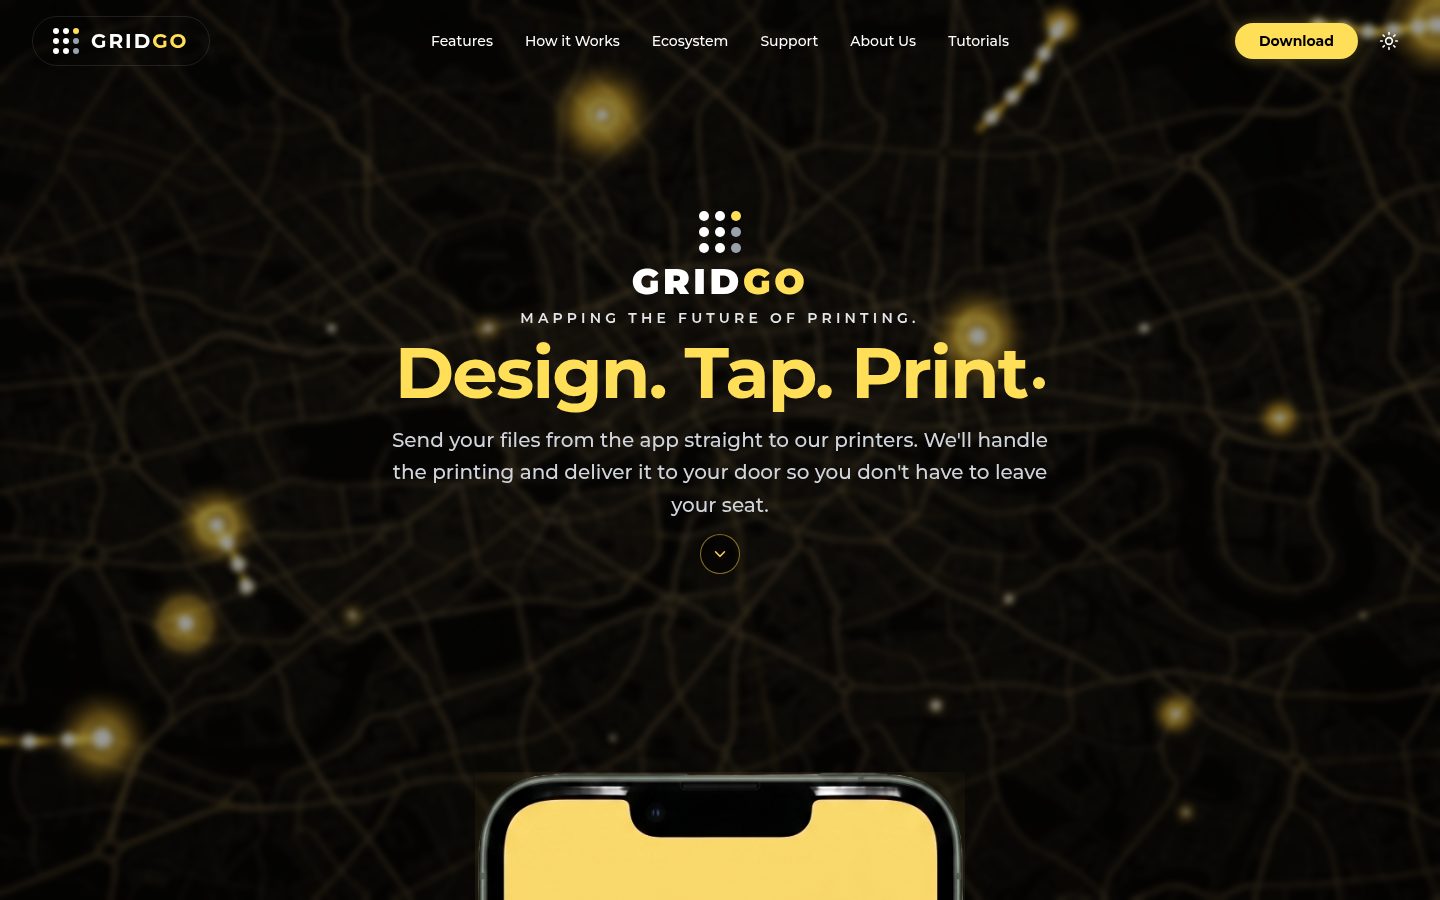 GRIDGO
Features
How it Works
Ecosystem
Support
About Us
Tutorials
Download
GRIDGO
MAPPING THE FUTURE OF PRINTING.
Design. Tap. Print.
Send your files from the app straight to our printers. We'll handle
the printing and deliver it to your door so you don't have to leave
your seat.